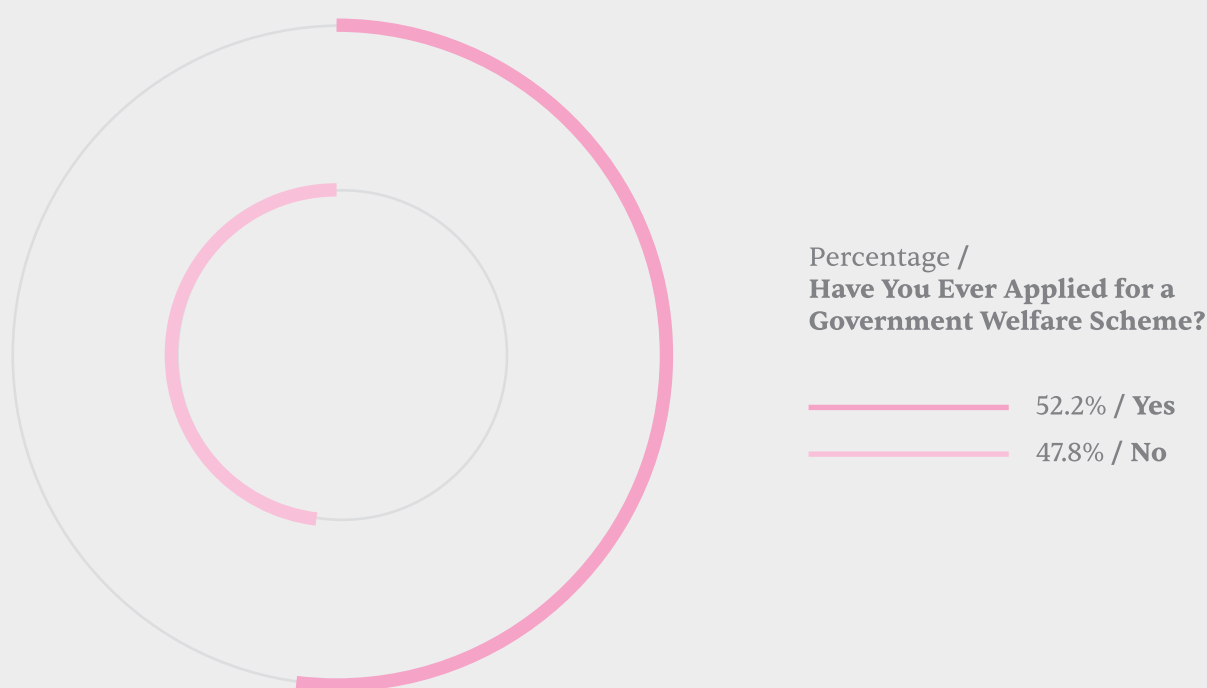 Percentage /
Have You Ever Applied for a
Government Welfare Scheme?
52.2% / Yes
47.8% / No